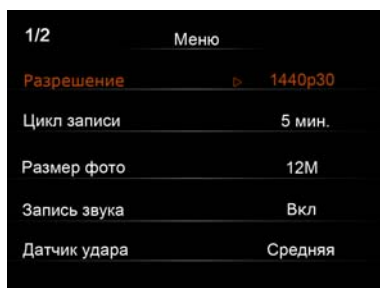 1/2 Меню
Разрешение ▷ 1440p30
Цикл записи 5 мин.
Размер фото 12M
Запись звука Вкл
Датчик удара Средняя